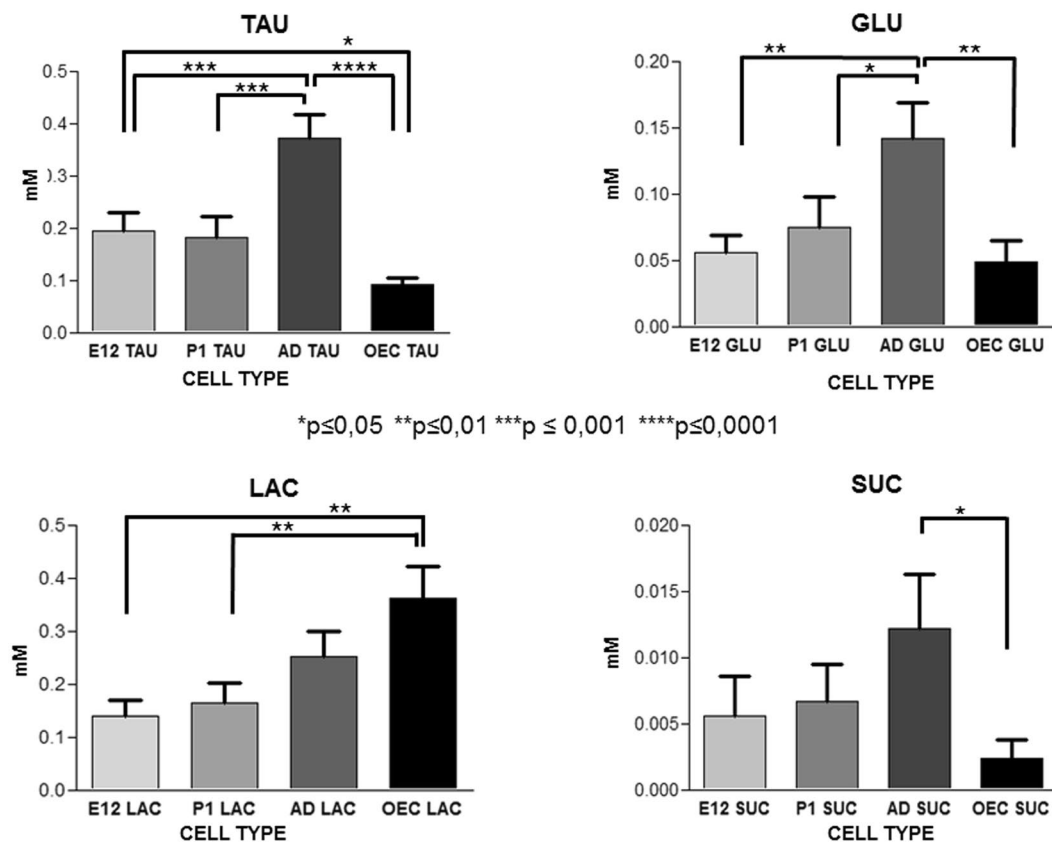 TAU
*
***
****
***
0.5
0.4
).3
0.2
0.1
0.0
mM
E12 TAU P1 TAU AD TAU OEC TAU
CELL TYPE
GLU
**
**
*
0.20
0.15
0.10
0.05
0.00
mM
E12 GLU P1 GLU AD GLU OEC GLU
CELL TYPE
*p≤0,05 **p≤0,01 ***p ≤ 0,001 ****p≤0,0001
LAC
**
**
0.5
0.4
0.3
0.2
0.1
0.0
mM
E12 LAC P1 LAC AD LAC OEC LAC
CELL TYPE
SUC
*
0.020
0.015
0.010
0.005
0.000
mM
E12 SUC P1 SUC AD SUC OEC SUC
CELL TYPE